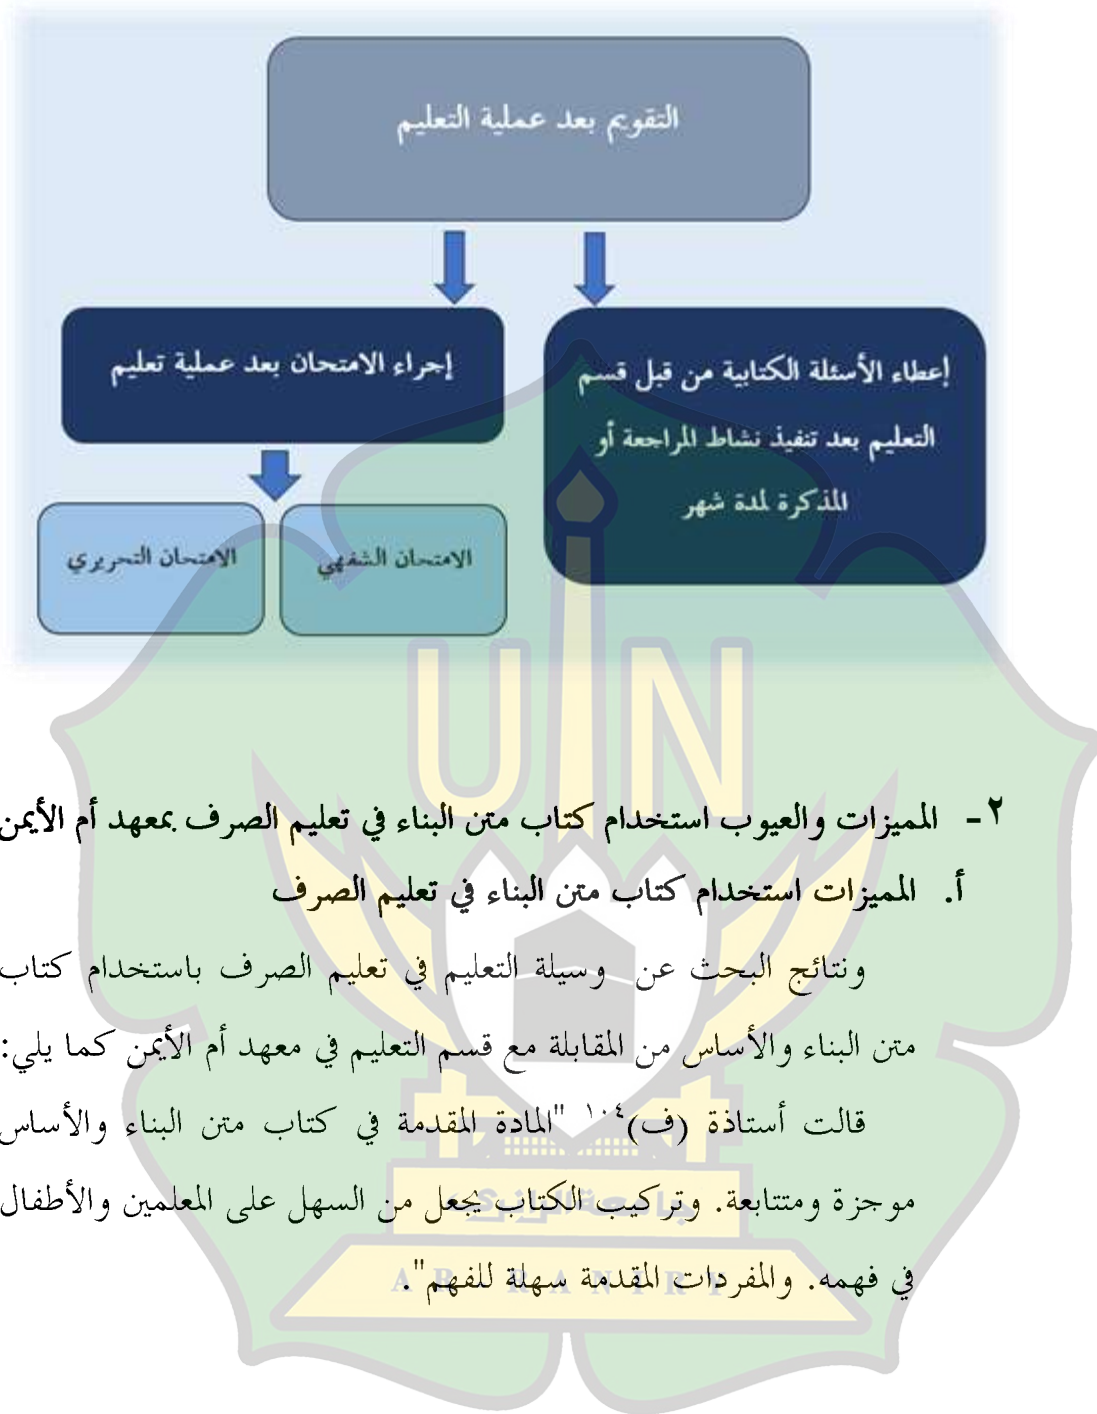 التقويم بعد عملية التعليم
إعطاء الأسئلة الكتابية من قبل قسم
التعليم بعد تنفيذ نشاط المراجعة أو
المذكرة لمدة شهر
إجراء الامتحان بعد عملية تعليم
الامتحان الشفهي
الامتحان التحريري
٢- المميزات والعيوب استخدام كتاب متن البناء في تعليم الصرف بمعهد أم الأيمن
أ. المميزات استخدام كتاب متن البناء في تعليم الصرف
ونتائج البحث عن وسيلة التعليم في تعليم الصرف باستخدام كتاب
متن البناء والأساس من المقابلة مع قسم التعليم في معهد أم الأيمن كما يلي:
قالت أستاذة (ف)١٠٤ "المادة المقدمة في كتاب متن البناء والأساس
موجزة ومتتابعة. وتركيب الكتاب يجعل من السهل على المعلمين والأطفال
في فهمه. والمفردات المقدمة سهلة للفهم".
UIN
جامعة الرانري
AR - RANIRY